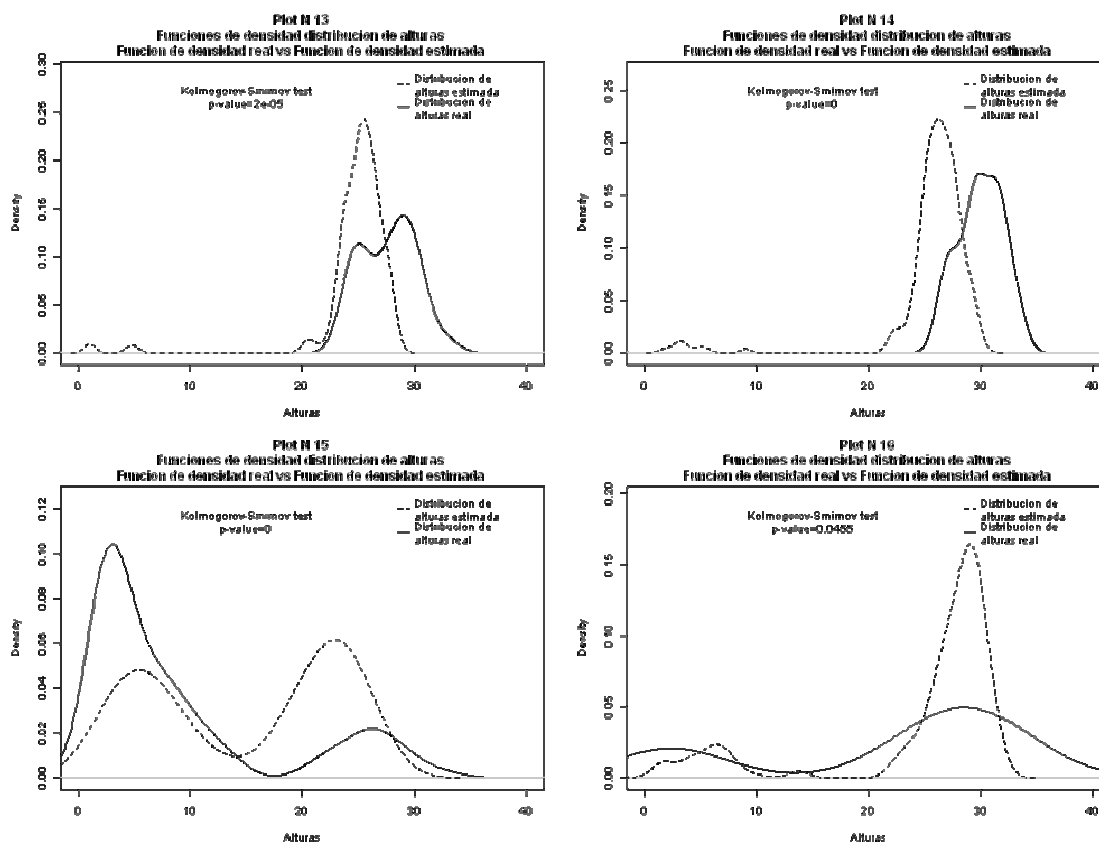 Plot N 13
Funciones de densidad distribucion de alturas
Funcion de densidad real vs Funcion de densidad estimada
Kolmogorov-Smirnov test
p-value=2e-05
Distribucion de
alturas estimada
Distribucion de
alturas real
Density
0.00
0.05
0.10
0.15
0.20
0.25
0.30
0
10
20
30
40
Alturas
Plot N 14
Funciones de densidad distribucion de alturas
Funcion de densidad real vs Funcion de densidad estimada
Kolmogorov-Smirnov test
p-value=0
Distribucion de
alturas estimada
Distribucion de
alturas real
Density
0.00
0.05
0.10
0.15
0.20
0.25
0
10
20
30
40
Alturas
Plot N 15
Funciones de densidad distribucion de alturas
Funcion de densidad real vs Funcion de densidad estimada
Kolmogorov-Smirnov test
p-value=0
Distribucion de
alturas estimada
Distribucion de
alturas real
Density
0.00
0.02
0.04
0.06
0.08
0.10
0.12
0
10
20
30
40
Alturas
Plot N 16
Funciones de densidad distribucion de alturas
Funcion de densidad real vs Funcion de densidad estimada
Kolmogorov-Smirnov test
Distribucion de
alturas estimada
Distribucion de
alturas real
Density
0.00
0.05
0.10
0.15
0.20
0
10
20
30
40
Alturas